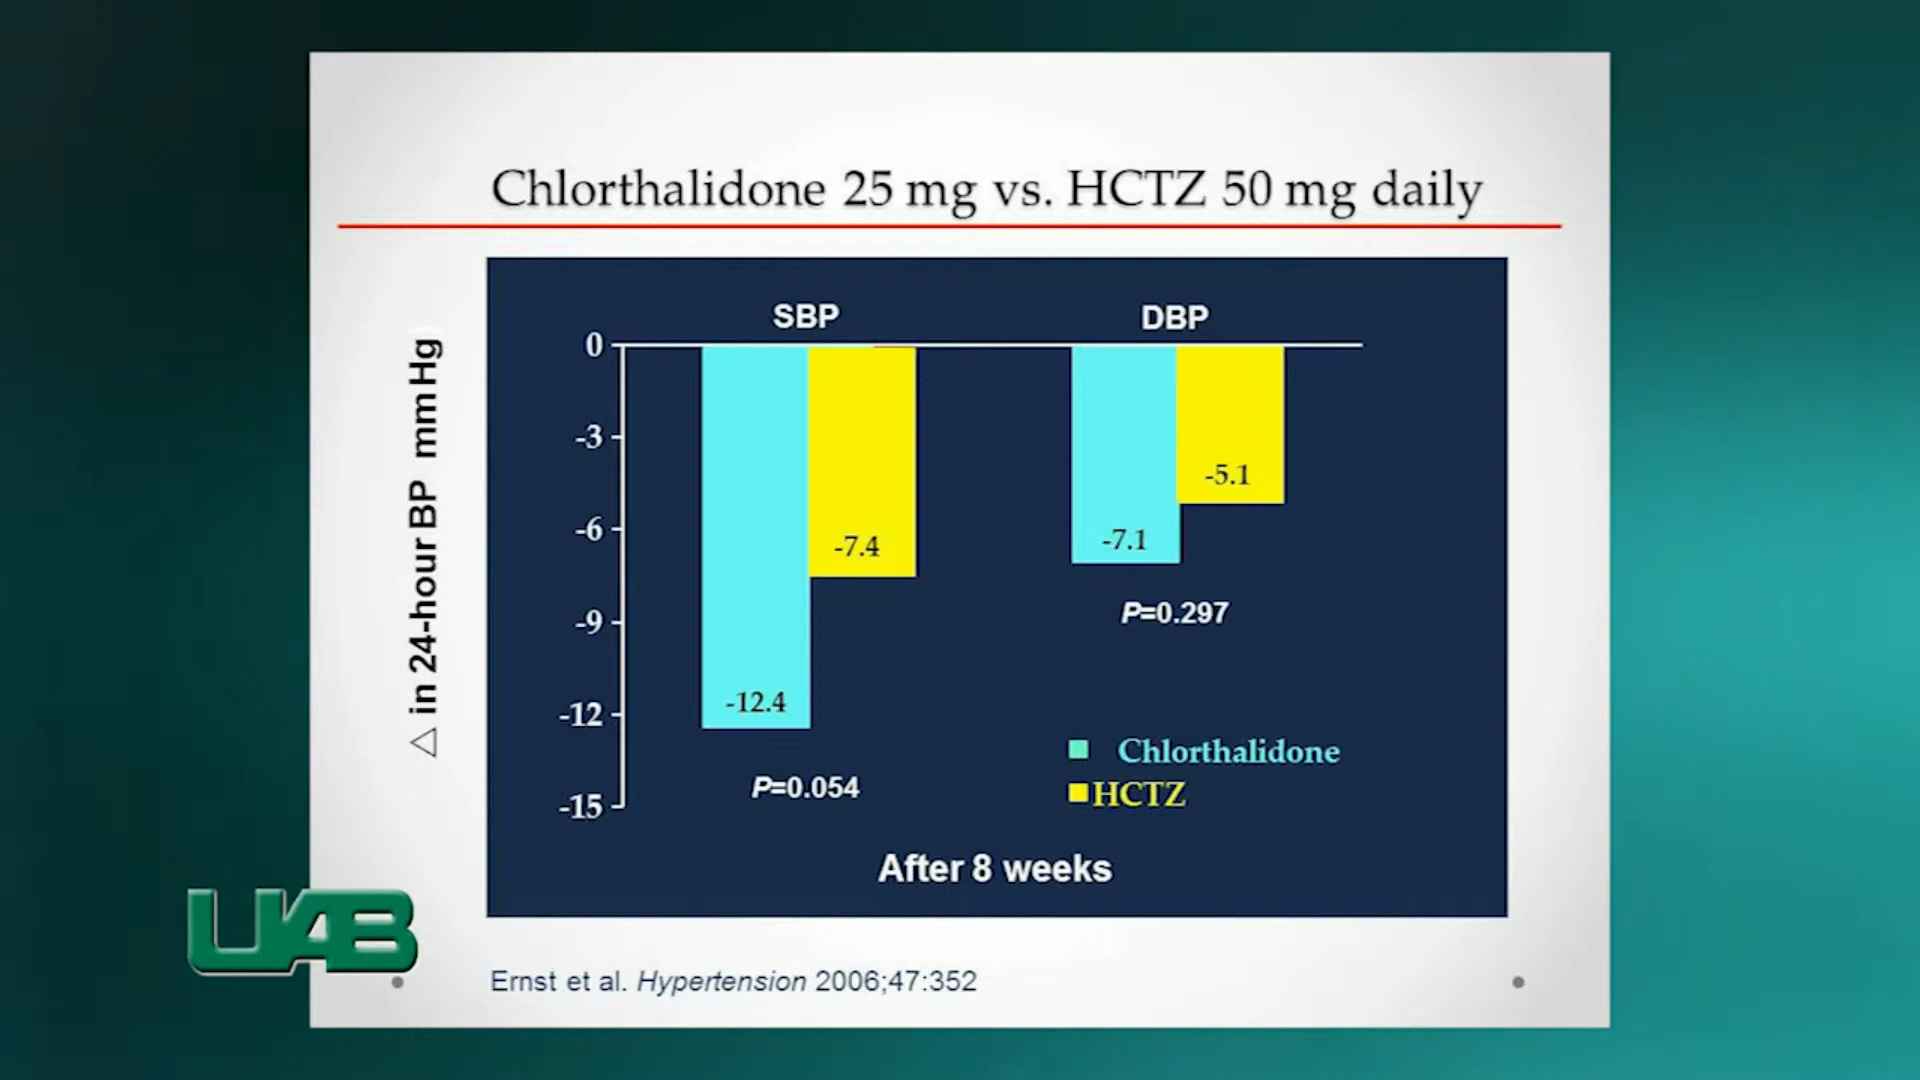 Chlorthalidone 25 mg vs. HCTZ 50 mg daily
△ in 24-hour BP mm Hg
SBP
DBP
0
-3
-6
-9
-12
-15
-12.4
-7.4
-7.1
-5.1
P=0.054
P=0.297
Chlorthalidone
HCTZ
After 8 weeks
UAB
Ernst et al. Hypertension 2006;47:352